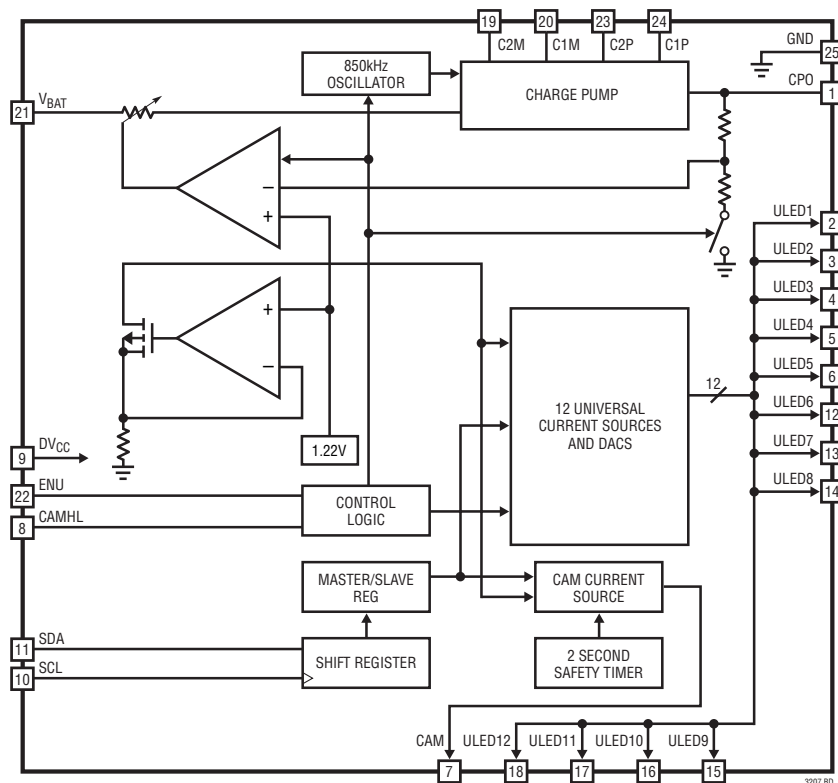 19 20 23 24
C2M C1M C2P C1P
GND
25
850kHz
OSCILLATOR
CHARGE PUMP
CPO
1
VBAT
21
−
+
ULED1
2
ULED2
3
ULED3
4
+
ULED4
5
−
ULED5
6
12 UNIVERSAL
CURRENT SOURCES
AND DACS
12
ULED6
12
1.22V
ULED7
13
DVCC
9
ULED8
14
ENU
22
CONTROL
LOGIC
CAMHL
8
MASTER/SLAVE
REG
CAM CURRENT
SOURCE
SDA
11
SHIFT REGISTER
2 SECOND
SAFETY TIMER
SCL
10
CAM ULED12 ULED11 ULED10 ULED9
7 18 17 16 15
3207 BD